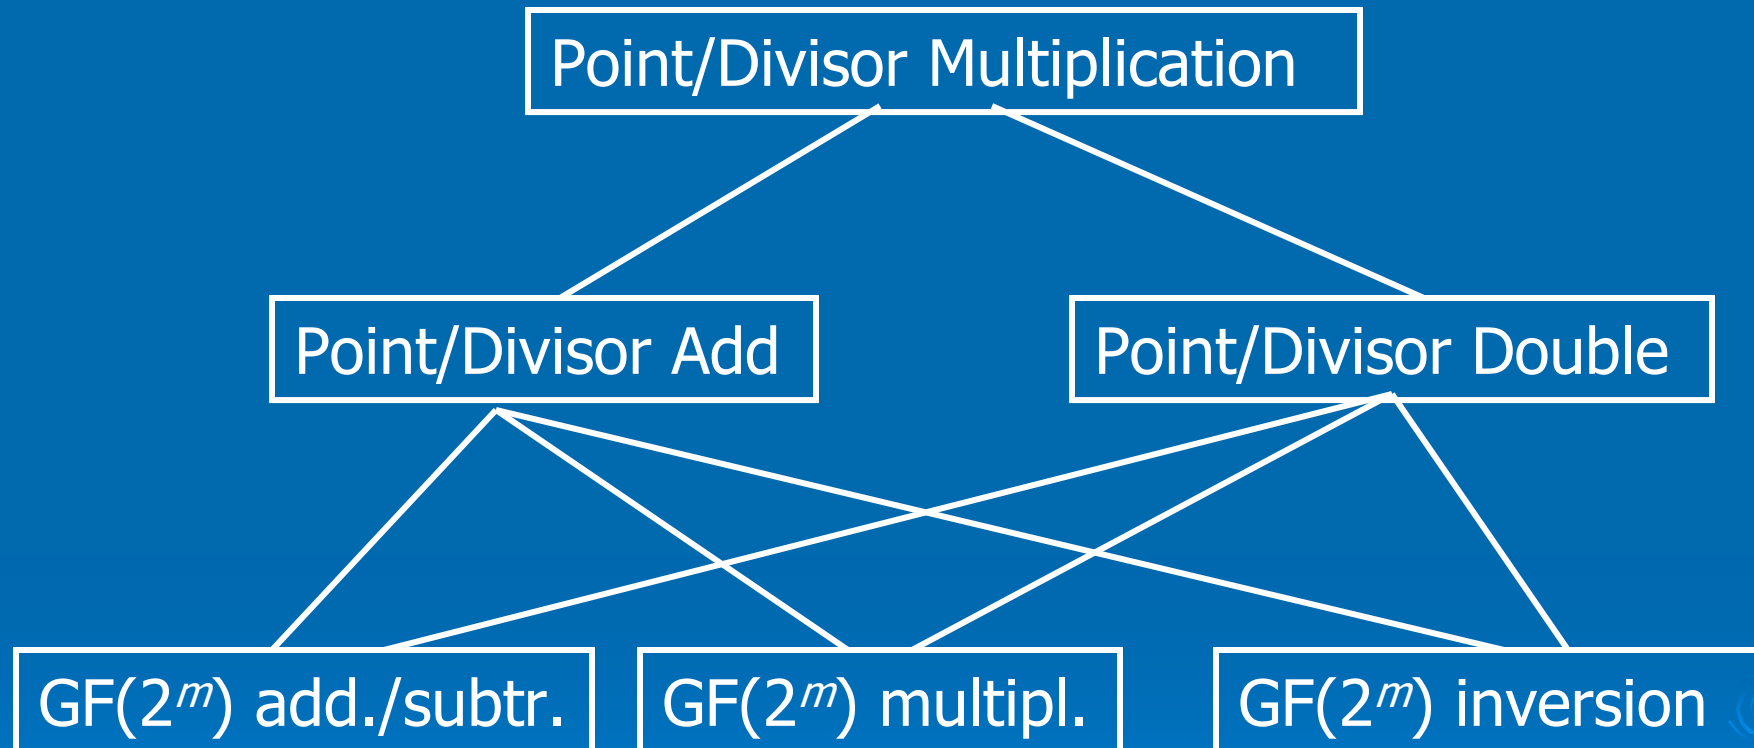 Point/Divisor Multiplication
Point/Divisor Add
Point/Divisor Double
GF(2ᵐ) add./subtr.
GF(2ᵐ) multipl.
GF(2ᵐ) inversion